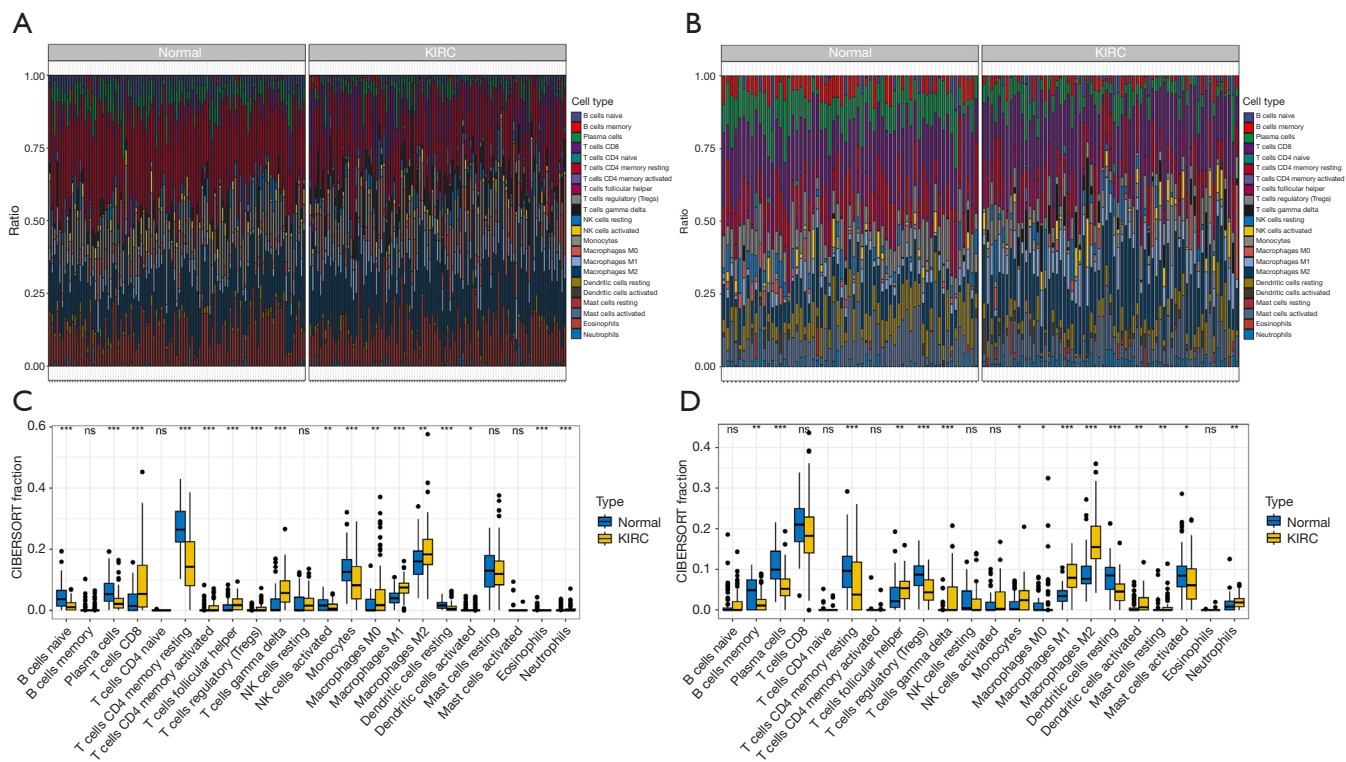 A
Normal
KIRC
1.00
0.75
0.50
0.25
0.00
Ratio
Cell type
B cells naive
B cells memory
Plasma cells
T cells CD8
T cells CD4 naive
T cells CD4 memory resting
T cells CD4 memory activated
T cells follicular helper
T cells regulatory (Tregs)
T cells gamma delta
NK cells resting
NK cells activated
Monocytes
Macrophages M0
Macrophages M1
Macrophages M2
Dendritic cells resting
Dendritic cells activated
Mast cells resting
Mast cells activated
Eosinophils
Neutrophils
B
Normal
KIRC
1.00
0.75
0.50
0.25
0.00
Ratio
Cell type
B cells naive
B cells memory
Plasma cells
T cells CD8
T cells CD4 naive
T cells CD4 memory resting
T cells CD4 memory activated
T cells follicular helper
T cells regulatory (Tregs)
T cells gamma delta
NK cells resting
NK cells activated
Monocytes
Macrophages M0
Macrophages M1
Macrophages M2
Dendritic cells resting
Dendritic cells activated
Mast cells resting
Mast cells activated
Eosinophils
Neutrophils
C
0.6
0.4
0.2
0.0
CIBERSORT fraction
*** ns *** *** ns *** *** *** *** *** ns ** *** ** *** ** *** * ns ns *** ***
Type
Normal
KIRC
B cells naive
B cells memory
Plasma cells
T cells CD8
T cells CD4 naive
T cells CD4 memory resting
T cells CD4 memory activated
T cells follicular helper
T cells regulatory (Tregs)
T cells gamma delta
NK cells resting
NK cells activated
Monocytes
Macrophages M0
Macrophages M1
Macrophages M2
Dendritic cells resting
Dendritic cells activated
Mast cells resting
Mast cells activated
Eosinophils
Neutrophils
D
0.4
0.3
0.2
0.1
0.0
CIBERSORT fraction
ns ** *** ns ns *** ns ** *** *** ns ns * * *** *** *** ** ** * ns **
Type
Normal
KIRC
B cells naive
B cells memory
Plasma cells
T cells CD8
T cells CD4 naive
T cells CD4 memory resting
T cells CD4 memory activated
T cells follicular helper
T cells regulatory (Tregs)
T cells gamma delta
NK cells resting
NK cells activated
Monocytes
Macrophages M0
Macrophages M1
Macrophages M2
Dendritic cells resting
Dendritic cells activated
Mast cells resting
Mast cells activated
Eosinophils
Neutrophils